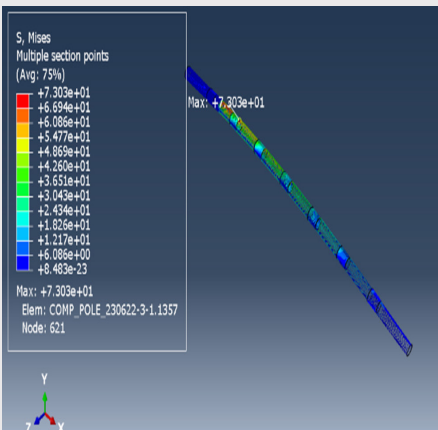 S, Mises
Multiple section points
(Avg: 75%)
+7.303e+01
+6.694e+01
+6.086e+01
+5.477e+01
+4.869e+01
+4.260e+01
+3.651e+01
+3.043e+01
+2.434e+01
+1.826e+01
+1.217e+01
+6.086e+00
+8.483e-23
Max: +7.303e+01
Elem: COMP_POLE_230622-3-1.1357
Node: 621
Max: +7.303e+01
Y
Z X